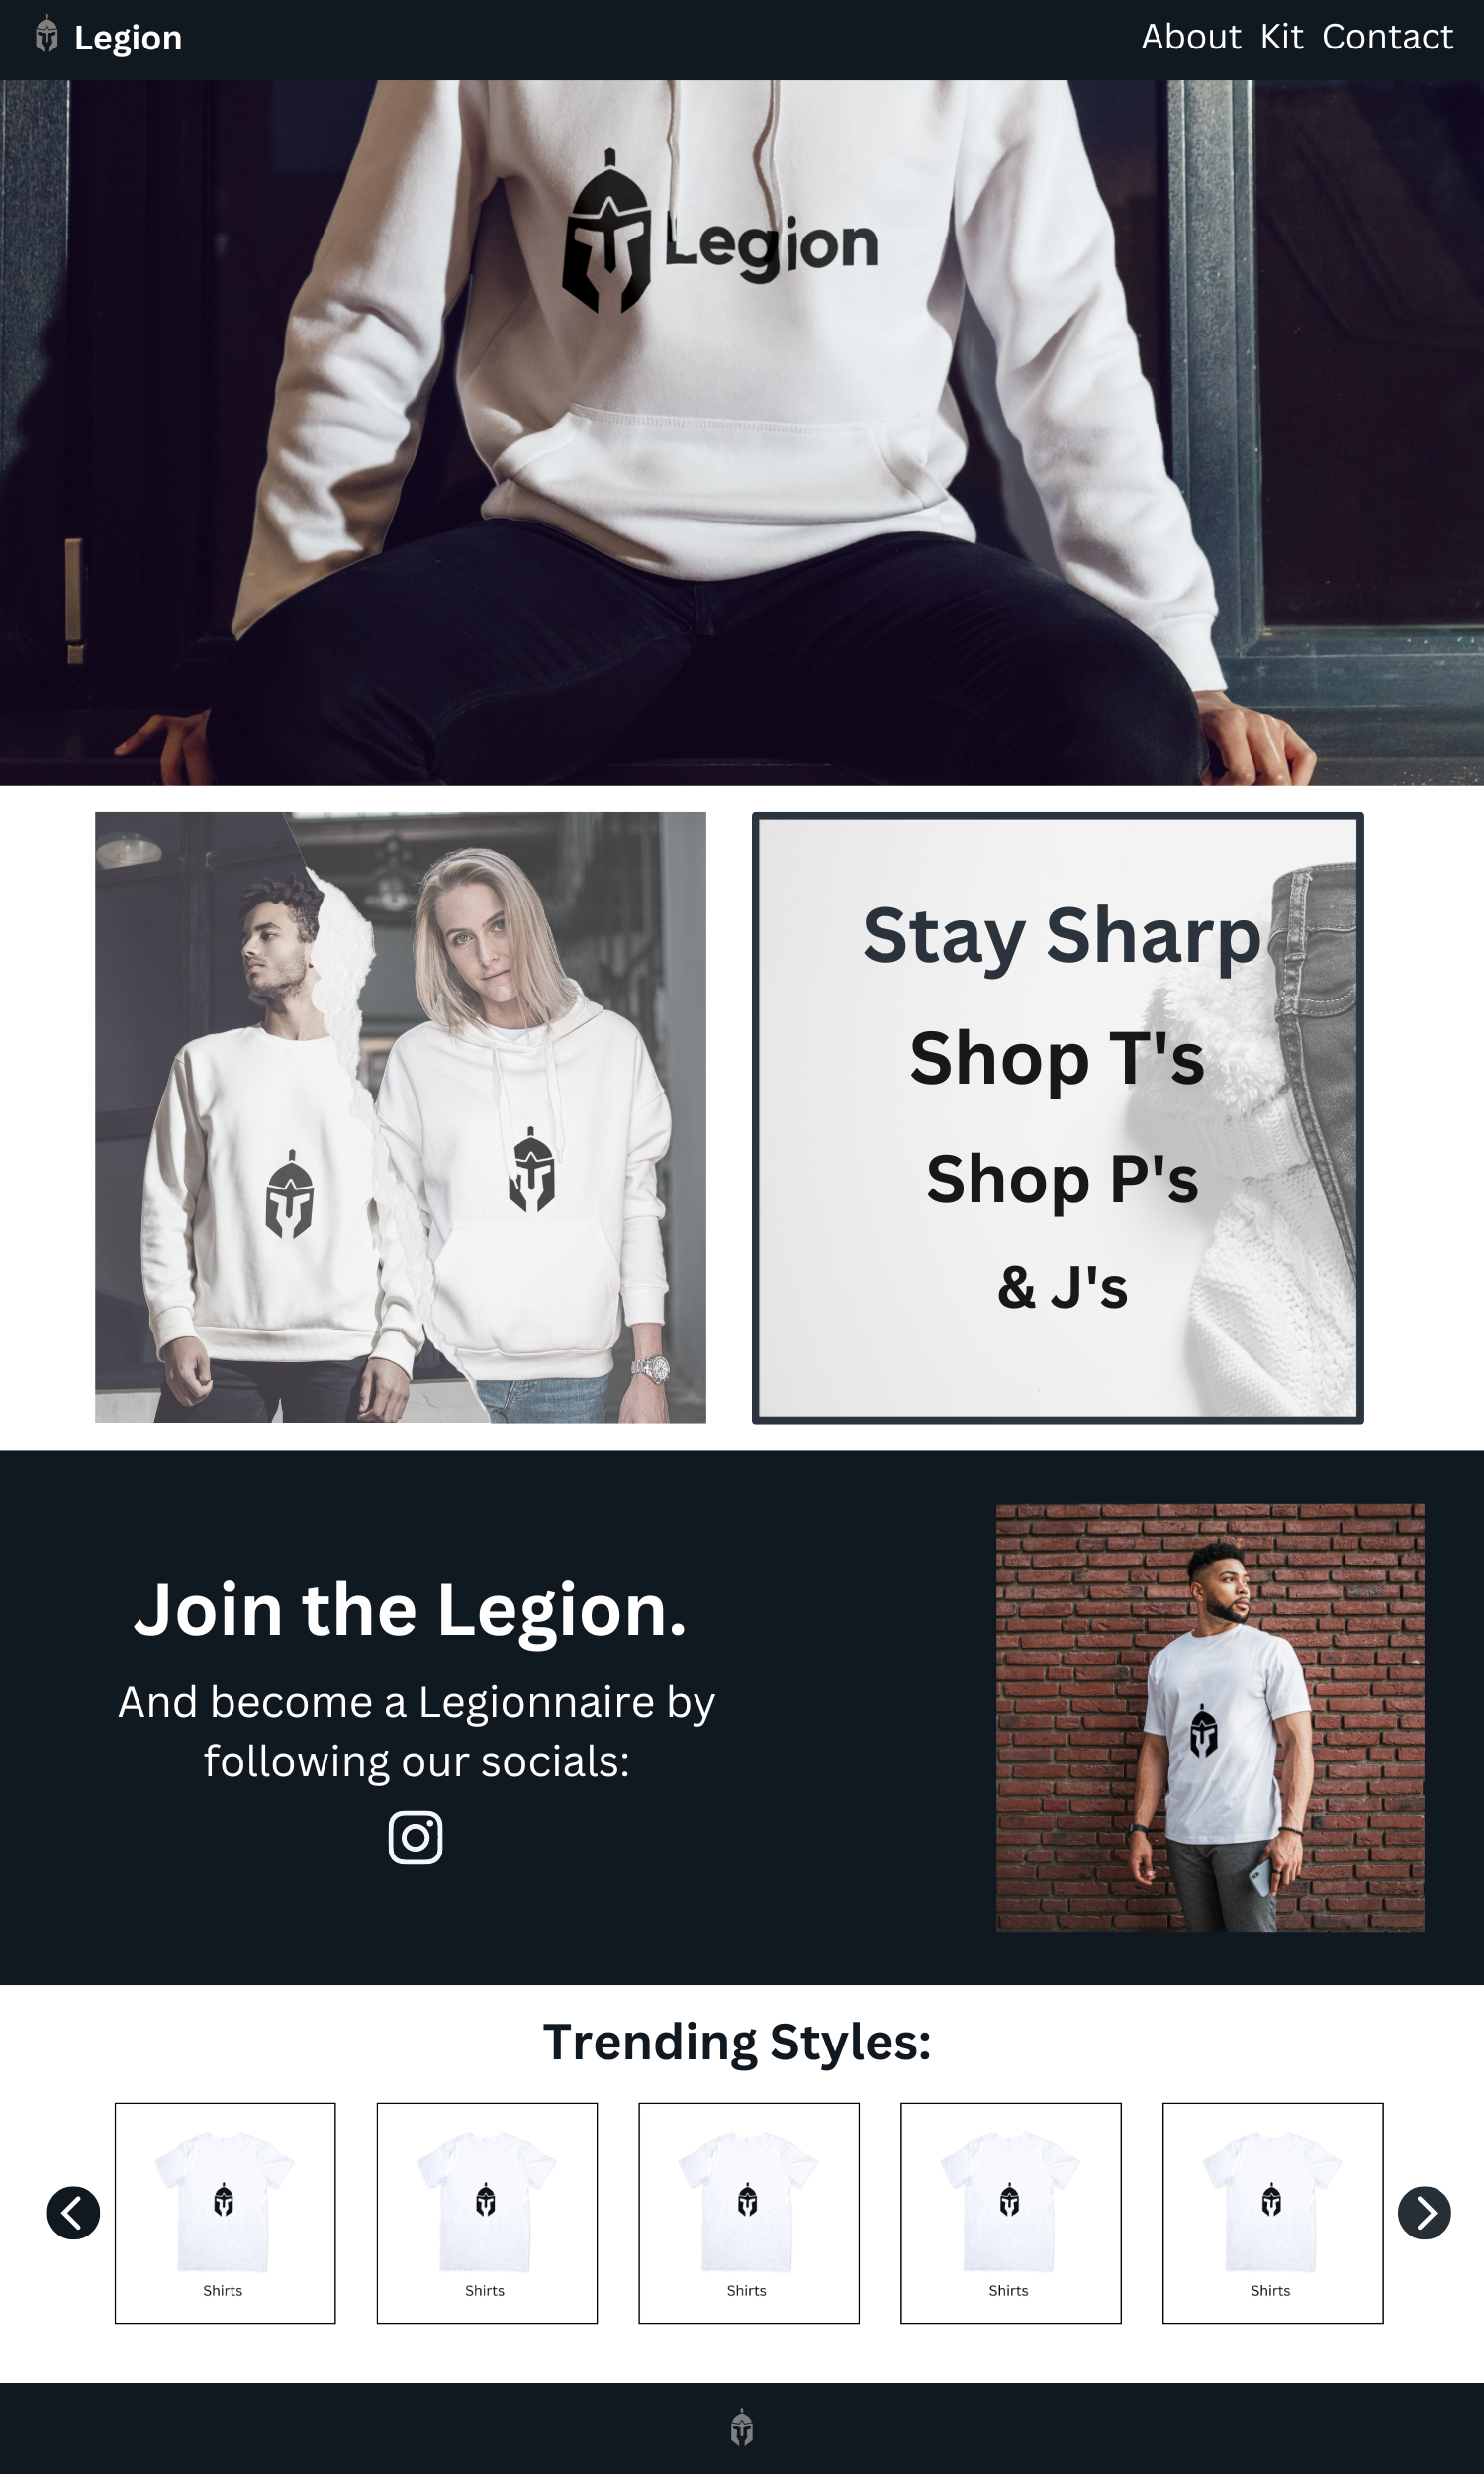 Legion
About Kit Contact
Legion
Stay Sharp
Shop T's
Shop P's
& J's
Join the Legion.
And become a Legionnaire by
following our socials:
Trending Styles:
Shirts
Shirts
Shirts
Shirts
Shirts